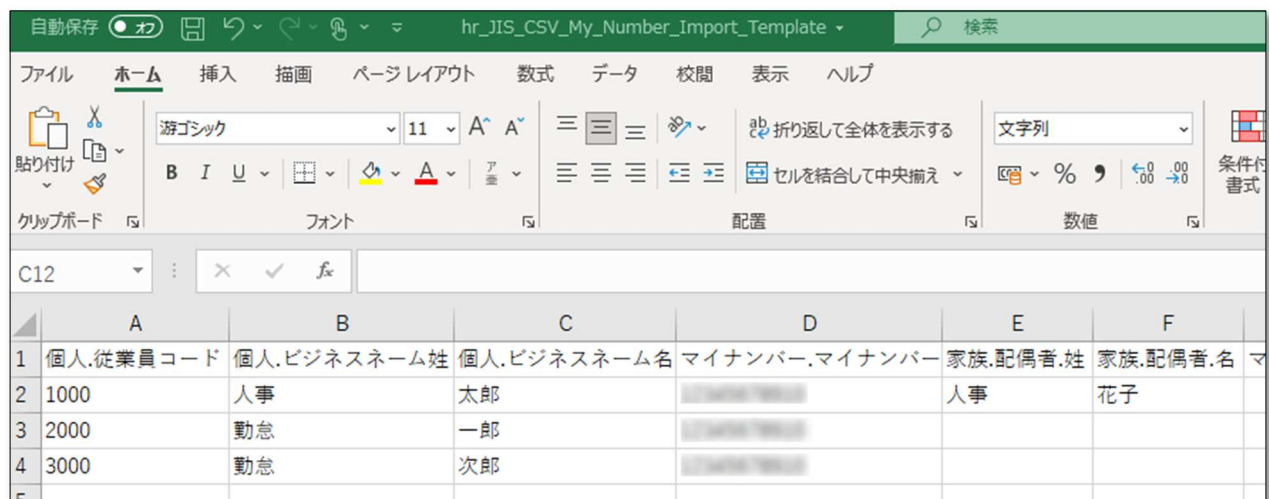 自動保存 オフ hr_JIS_CSV_My_Number_Import_Template 検索
ファイル ホーム 挿入 描画 ページ レイアウト 数式 データ 校閲 表示 ヘルプ
游ゴシック 11 A^ Aˇ ab 折り返して全体を表示する 文字列
貼り付け B I U A ア 亜 セルを結合して中央揃え % 9 .00 .00 条件付
書式
クリップボード フォント 配置 数値
C12 fx
A B C D E F
1 個人.従業員コード 個人.ビジネスネーム姓 個人.ビジネスネーム名 マイナンバー.マイナンバー 家族.配偶者.姓 家族.配偶者.名 マ
2 1000 人事 太郎 人事 花子
3 2000 勤怠 一郎
4 3000 勤怠 次郎
5